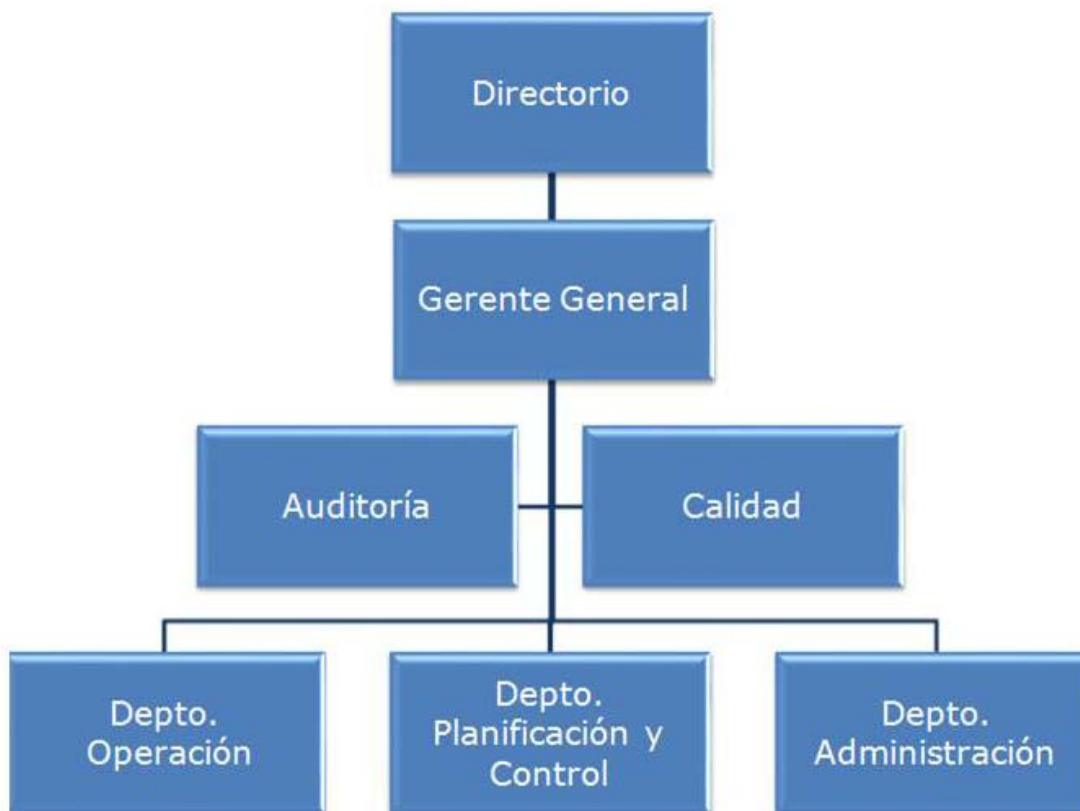 Directorio
Gerente General
Auditoría
Calidad
Depto.
Operación
Depto.
Planificación y
Control
Depto.
Administración